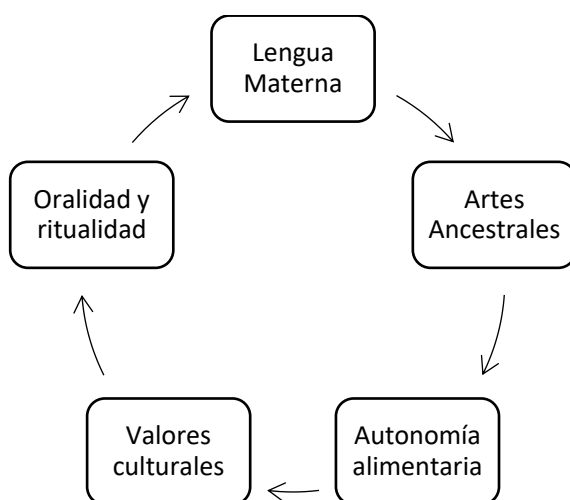 Lengua
Materna
Artes
Ancestrales
Autonomía
alimentaria
Valores
culturales
Oralidad y
ritualidad